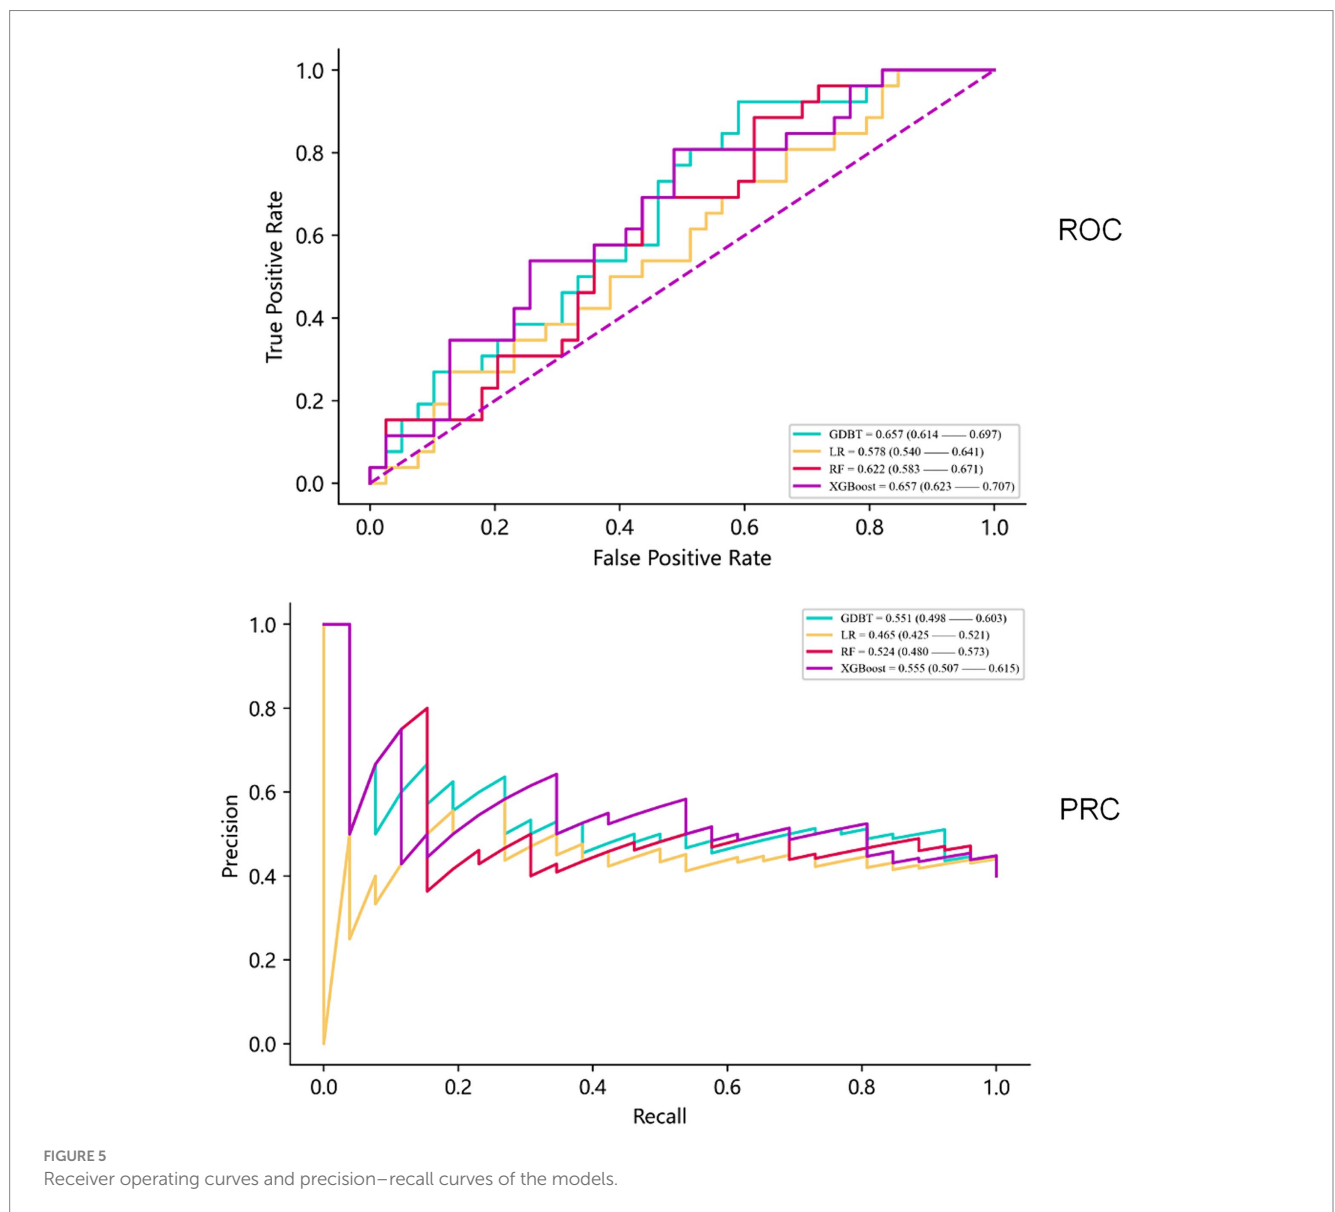 1.0
0.8
0.6
0.4
0.2
0.0
True Positive Rate
GDBT = 0.657 (0.614 —— 0.697)
LR = 0.578 (0.540 —— 0.641)
RF = 0.622 (0.583 —— 0.671)
XGBoost = 0.657 (0.623 —— 0.707)
0.0 0.2 0.4 0.6 0.8 1.0
False Positive Rate
ROC
1.0
0.8
0.6
0.4
0.2
0.0
Precision
GDBT = 0.551 (0.498 —— 0.603)
LR = 0.465 (0.425 —— 0.521)
RF = 0.524 (0.480 —— 0.573)
XGBoost = 0.555 (0.507 —— 0.615)
0.0 0.2 0.4 0.6 0.8 1.0
Recall
PRC
FIGURE 5
Receiver operating curves and precision–recall curves of the models.